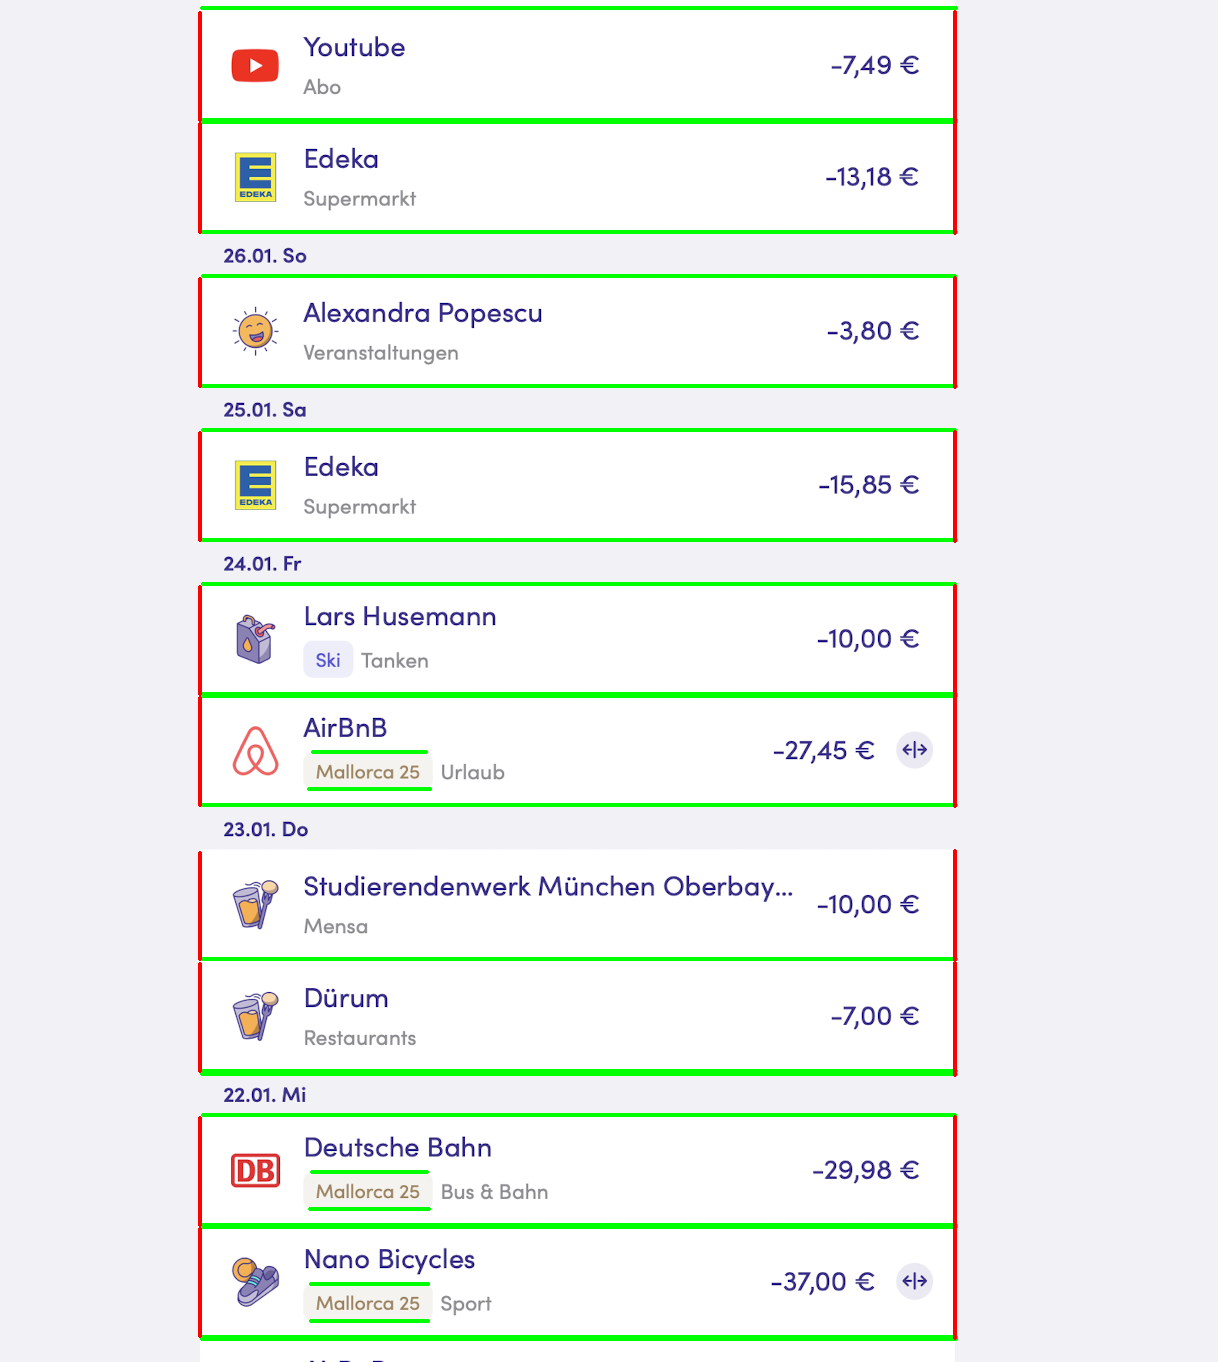 Youtube
-7,49 €
Abo
Edeka
-13,18 €
EDEKA
Supermarkt
26.01. So
Alexandra Popescu
-3,80 €
Veranstaltungen
25.01. Sa
Edeka
-15,85 €
EDEKA
Supermarkt
24.01. Fr
Lars Husemann
-10,00 €
Ski Tanken
AirBnB
-27,45 €
Mallorca 25 Urlaub
23.01. Do
Studierendenwerk München Oberbay...
-10,00 €
Mensa
Dürum
-7,00 €
Restaurants
22.01. Mi
Deutsche Bahn
DB
-29,98 €
Mallorca 25 Bus & Bahn
Nano Bicycles
-37,00 €
Mallorca 25 Sport